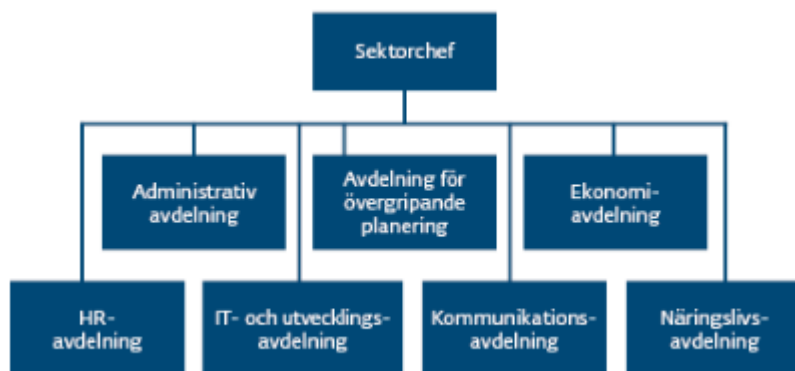 Sektorchef
Administrativ
avdelning
Avdelning för
övergripande
planering
Ekonomi-
avdelning
HR-
avdelning
IT- och utvecklings-
avdelning
Kommunikations-
avdelning
Näringslivs-
avdelning